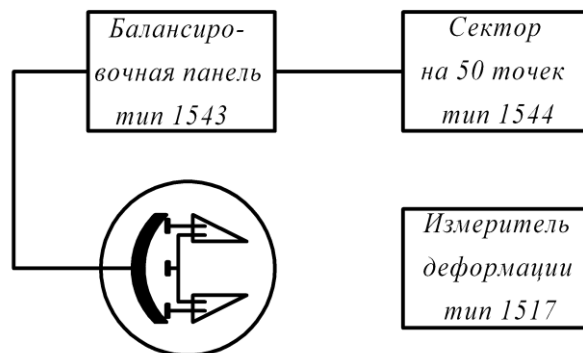 Балансиро-
вочная панель
тип 1543
Сектор
на 50 точек
тип 1544
Измеритель
деформации
тип 1517